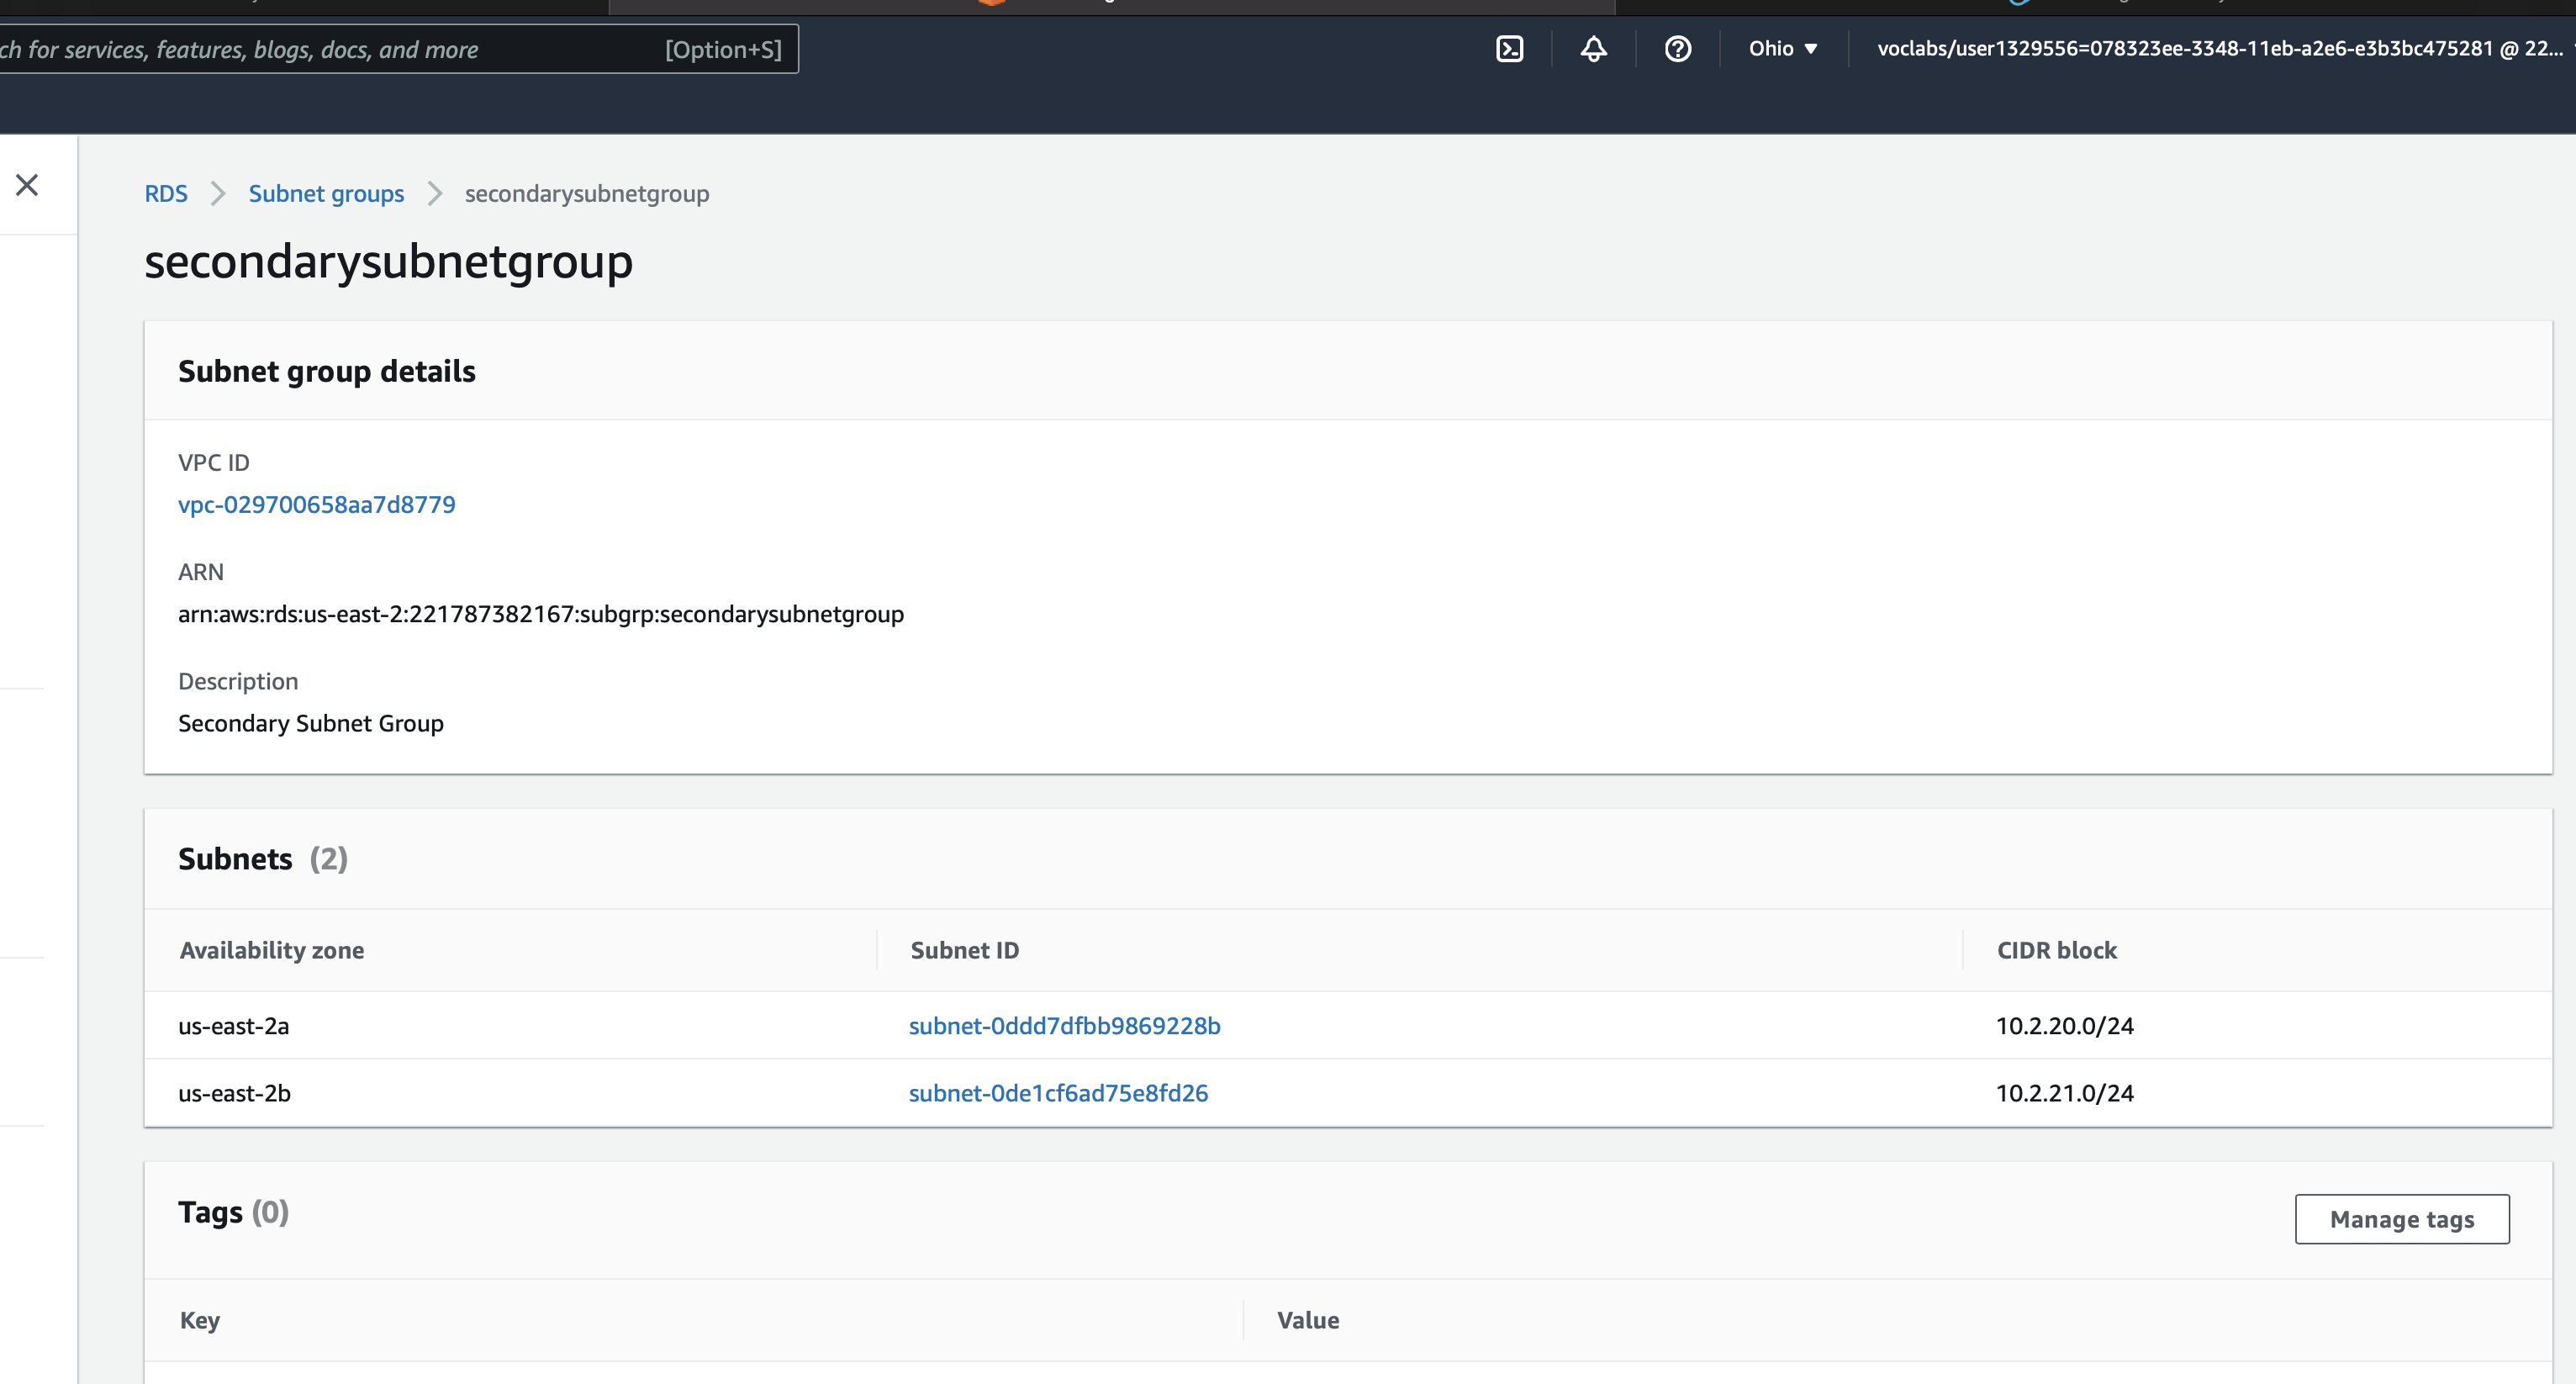 ch for services, features, blogs, docs, and more [Option+S] Ohio voclabs/user1329556=078323ee-3348-11eb-a2e6-e3b3bc475281 @ 22...
RDS Subnet groups secondarysubnetgroup
secondarysubnetgroup
Subnet group details
VPC ID
vpc-029700658aa7d8779
ARN
arn:aws:rds:us-east-2:221787382167:subgrp:secondarysubnetgroup
Description
Secondary Subnet Group
Subnets (2)
Availability zone Subnet ID CIDR block
us-east-2a subnet-0ddd7dfbb9869228b 10.2.20.0/24
us-east-2b subnet-0de1cf6ad75e8fd26 10.2.21.0/24
Tags (0) Manage tags
Key Value